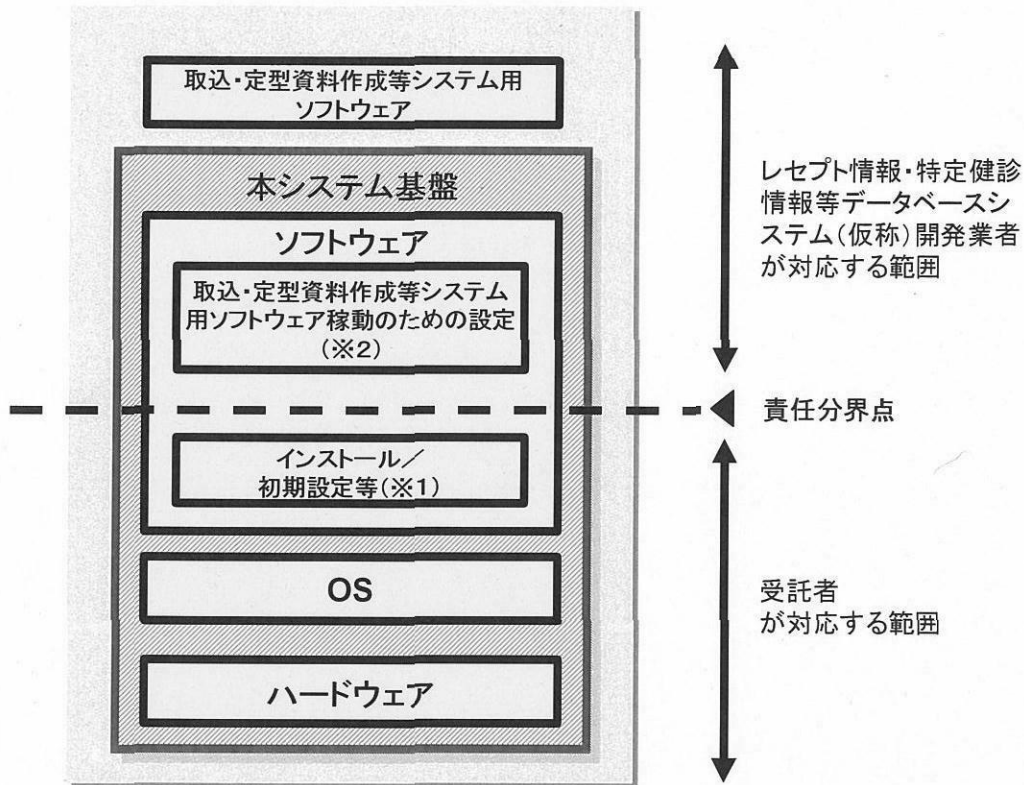 取込・定型資料作成等システム用
ソフトウェア
本システム基盤
ソフトウェア
取込・定型資料作成等システム
用ソフトウェア稼動のための設定
(※2)
インストール／
初期設定等(※1)
OS
ハードウェア
レセプト情報・特定健診
情報等データベースシ
ステム(仮称)開発業者
が対応する範囲
責任分界点
受託者
が対応する範囲